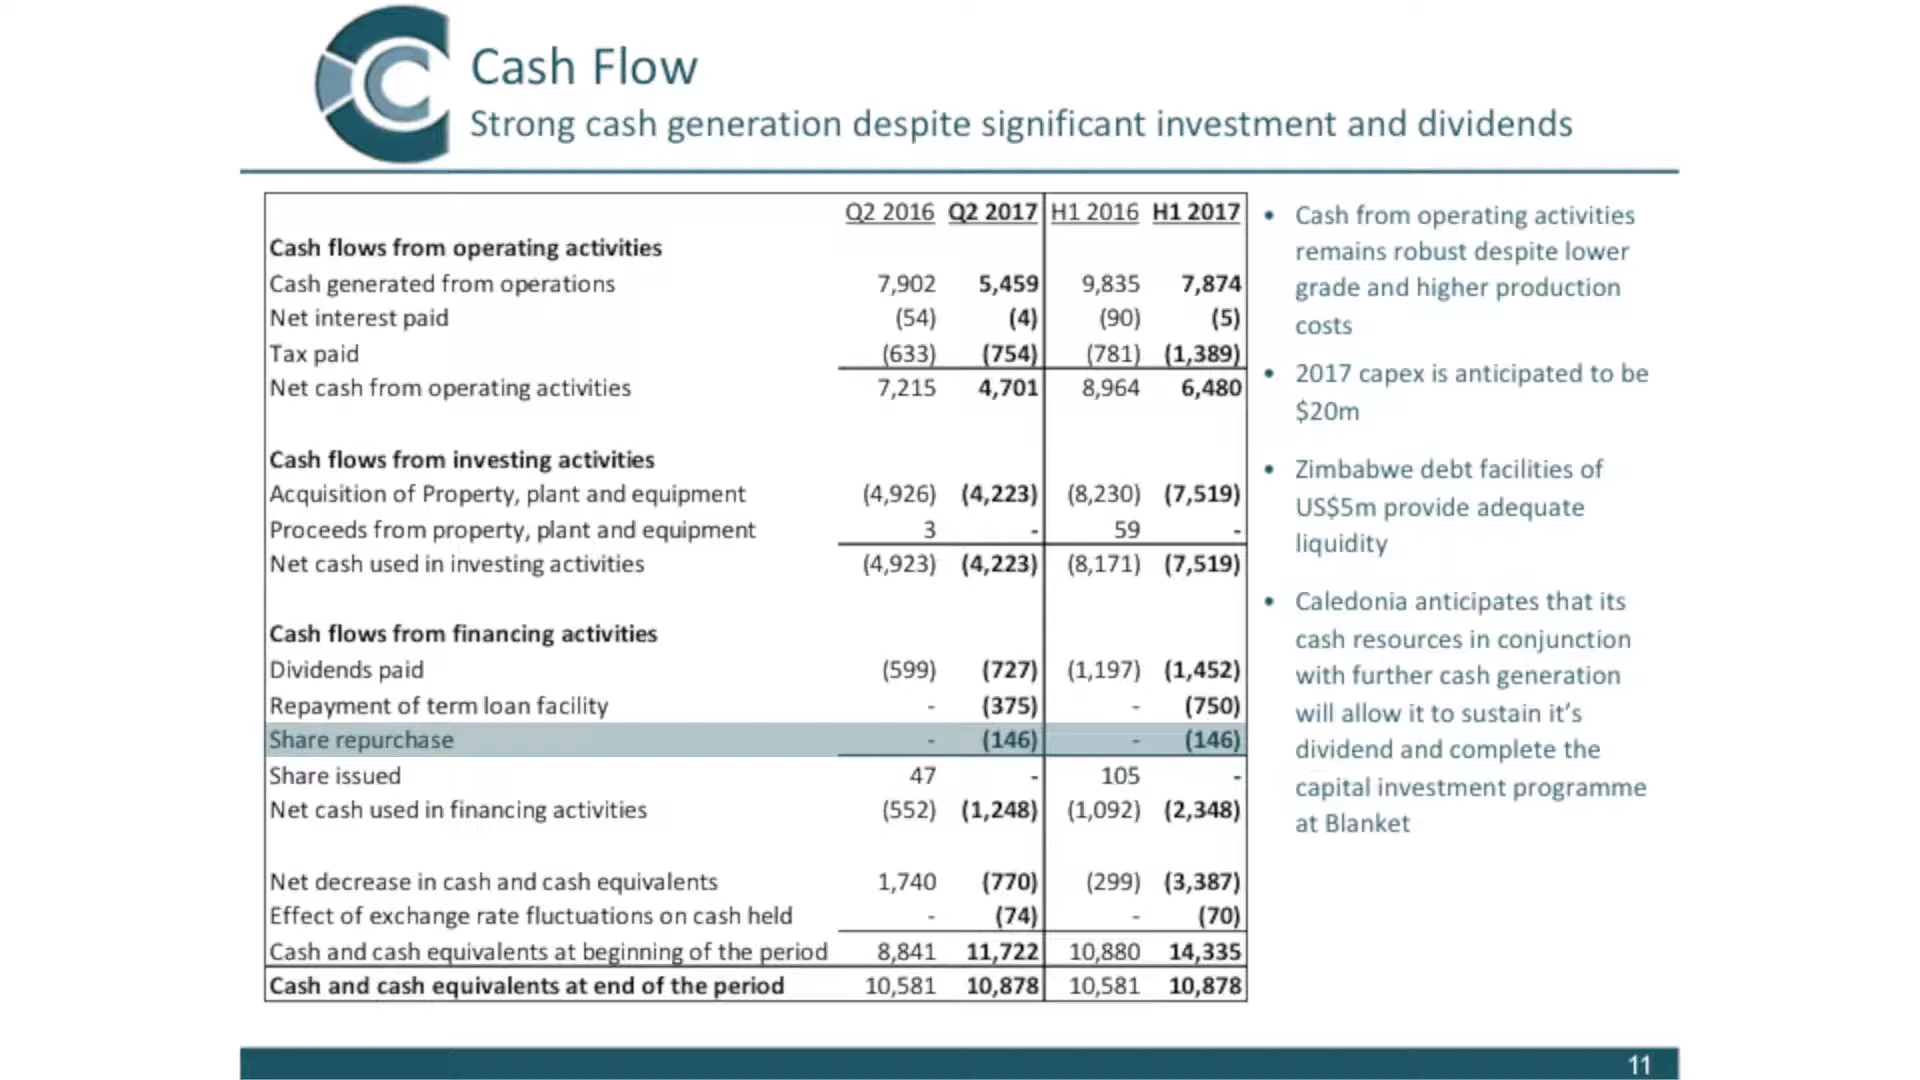 Cash Flow
Strong cash generation despite significant investment and dividends
Q2 2016 Q2 2017 H1 2016 H1 2017
Cash flows from operating activities
Cash generated from operations 7,902 5,459 9,835 7,874
Net interest paid (54) (4) (90) (5)
Tax paid (633) (754) (781) (1,389)
Net cash from operating activities 7,215 4,701 8,964 6,480
Cash flows from investing activities
Acquisition of Property, plant and equipment (4,926) (4,223) (8,230) (7,519)
Proceeds from property, plant and equipment 3 - 59 -
Net cash used in investing activities (4,923) (4,223) (8,171) (7,519)
Cash flows from financing activities
Dividends paid (599) (727) (1,197) (1,452)
Repayment of term loan facility - (375) - (750)
Share repurchase - (146) - (146)
Share issued 47 - 105 -
Net cash used in financing activities (552) (1,248) (1,092) (2,348)
Net decrease in cash and cash equivalents 1,740 (770) (299) (3,387)
Effect of exchange rate fluctuations on cash held - (74) - (70)
Cash and cash equivalents at beginning of the period 8,841 11,722 10,880 14,335
Cash and cash equivalents at end of the period 10,581 10,878 10,581 10,878
• Cash from operating activities
remains robust despite lower
grade and higher production
costs
• 2017 capex is anticipated to be
$20m
• Zimbabwe debt facilities of
US$5m provide adequate
liquidity
• Caledonia anticipates that its
cash resources in conjunction
with further cash generation
will allow it to sustain it's
dividend and complete the
capital investment programme
at Blanket
11